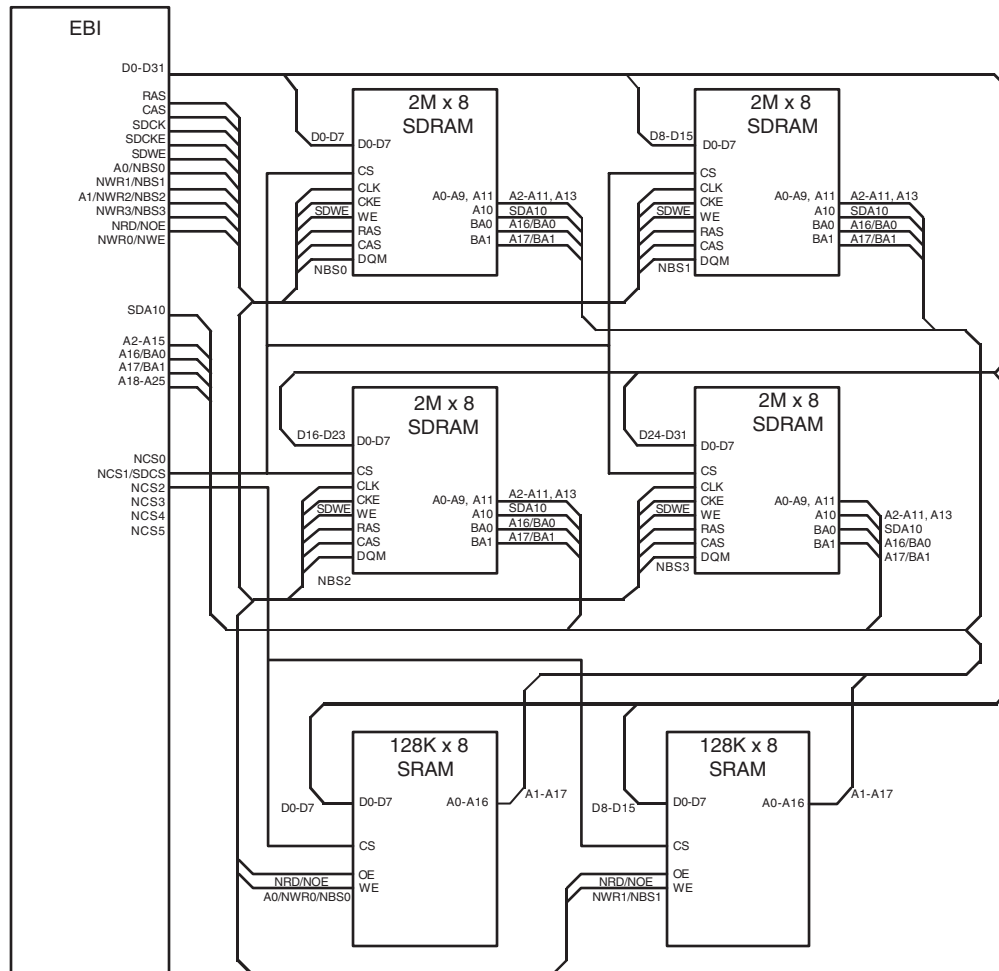 EBI
D0-D31
RAS
CAS
SDCK
SDCKE
SDWE
A0/NBS0
NWR1/NBS1
A1/NWR2/NBS2
NWR3/NBS3
NRD/NOE
NWR0/NWE
SDA10
A2-A15
A16/BA0
A17/BA1
A18-A25
NCS0
NCS1/SDCS
NCS2
NCS3
NCS4
NCS5
2M x 8
SDRAM
D0-D7
D0-D7
CS
CLK
CKE
SDWE
WE
RAS
CAS
DQM
NBS0
A0-A9, A11
A10
BA0
BA1
A2-A11, A13
SDA10
A16/BA0
A17/BA1
2M x 8
SDRAM
D8-D15
D0-D7
CS
CLK
CKE
SDWE
WE
RAS
CAS
DQM
NBS1
A0-A9, A11
A10
BA0
BA1
A2-A11, A13
SDA10
A16/BA0
A17/BA1
2M x 8
SDRAM
D16-D23
D0-D7
CS
CLK
CKE
SDWE
WE
RAS
CAS
DQM
NBS2
A0-A9, A11
A10
BA0
BA1
A2-A11, A13
SDA10
A16/BA0
A17/BA1
2M x 8
SDRAM
D24-D31
D0-D7
CS
CLK
CKE
SDWE
WE
RAS
CAS
DQM
NBS3
A0-A9, A11
A10
BA0
BA1
A2-A11, A13
SDA10
A16/BA0
A17/BA1
128K x 8
SRAM
D0-D7
D0-D7
A0-A16
A1-A17
CS
OE
NRD/NOE
WE
A0/NWR0/NBS0
128K x 8
SRAM
D8-D15
D0-D7
A0-A16
A1-A17
CS
OE
NRD/NOE
WE
NWR1/NBS1